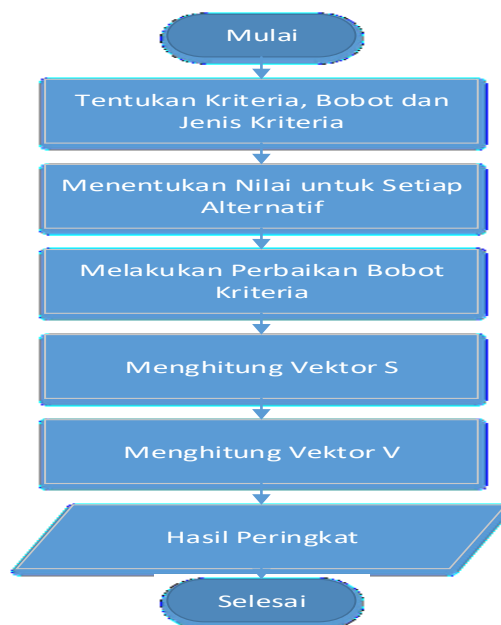 Mulai
Tentukan Kriteria, Bobot dan
Jenis Kriteria
Menentukan Nilai untuk Setiap
Alternatif
Melakukan Perbaikan Bobot
Kriteria
Menghitung Vektor S
Menghitung Vektor V
Hasil Peringkat
Selesai